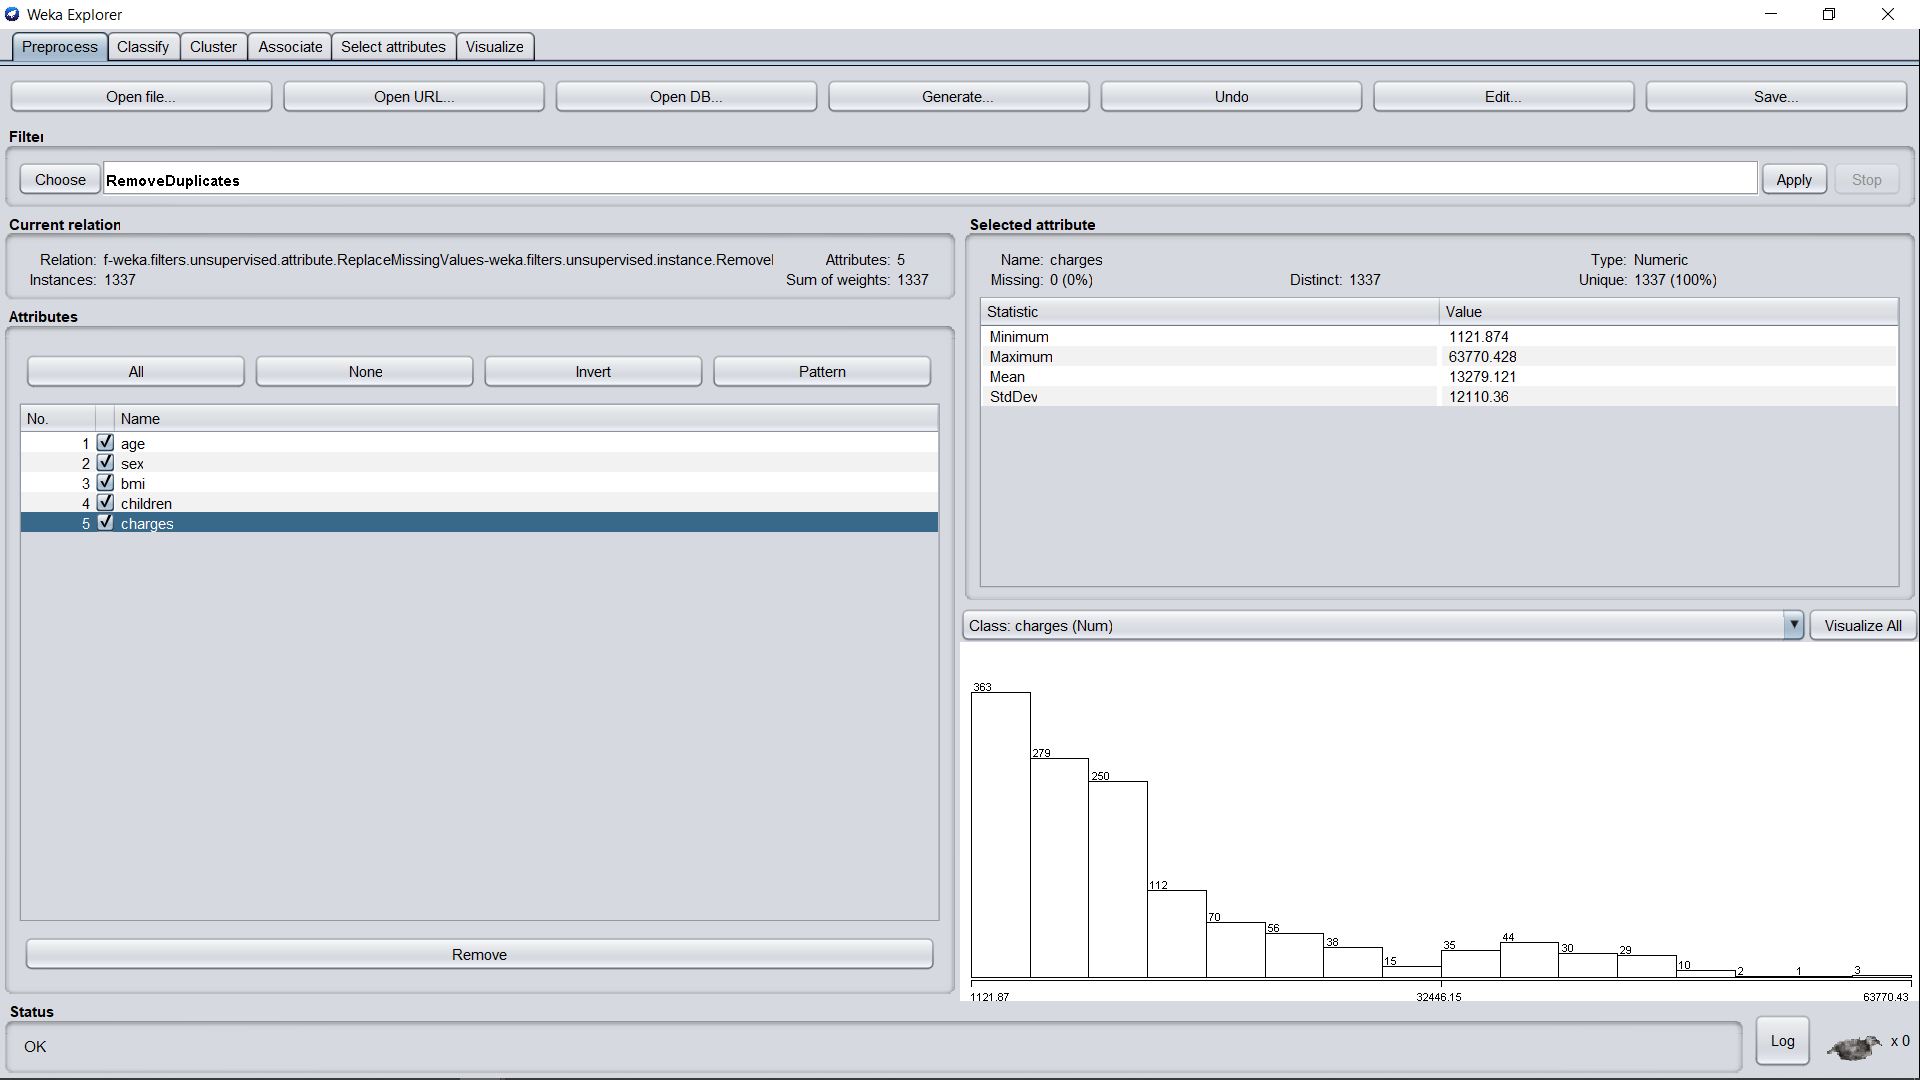 Weka Explorer
Preprocess Classify Cluster Associate Select attributes Visualize
Open file... Open URL... Open DB... Generate... Undo Edit... Save...
Filter
Choose RemoveDuplicates Apply Stop
Current relation
Relation: f-weka.filters.unsupervised.attribute.ReplaceMissingValues-weka.filters.unsupervised.instance.Remove Attributes: 5
Instances: 1337 Sum of weights: 1337
Attributes
All None Invert Pattern
No. Name
1 age
2 sex
3 bmi
4 children
5 charges
Remove
Selected attribute
Name: charges Type: Numeric
Missing: 0 (0%) Distinct: 1337 Unique: 1337 (100%)
Statistic Value
Minimum 1121.874
Maximum 63770.428
Mean 13279.121
StdDev 12110.36
Class: charges (Num) Visualize All
363
279
250
112
70
56
38
15
35
44
30
29
10
2
1
3
1121.87 32446.15 63770.43
Status
OK
Log x 0